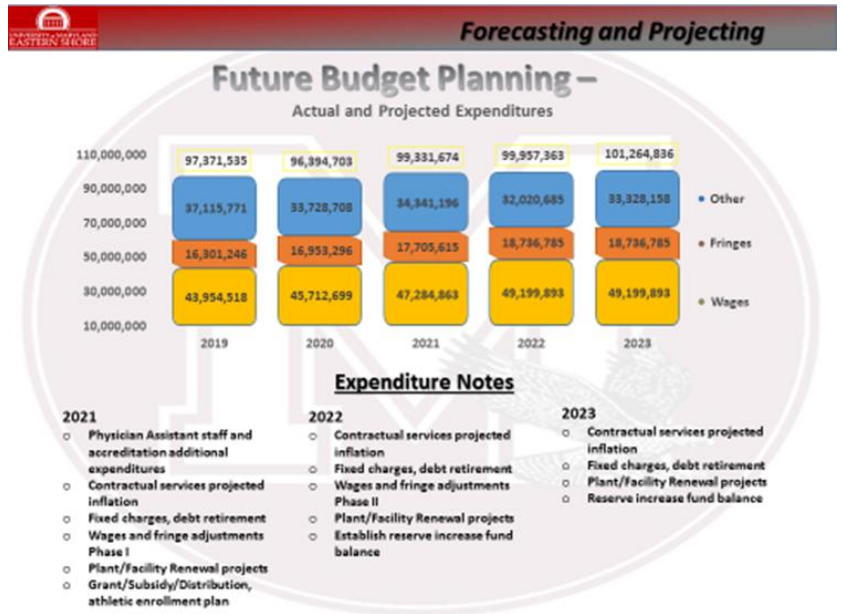 UNIVERSITY of MARYLAND
EASTERN SHORE
Forecasting and Projecting
Future Budget Planning –
Actual and Projected Expenditures
110,000,000
90,000,000
70,000,000
50,000,000
30,000,000
10,000,000
97,371,535
96,394,703
99,331,674
99,957,363
101,264,836
37,115,771
33,728,708
34,341,196
32,020,685
33,328,158
16,301,246
16,953,296
17,705,615
18,736,785
18,736,785
43,954,518
45,712,699
47,284,863
49,199,893
49,199,893
2019
2020
2021
2022
2023
• Other
• Fringes
• Wages
Expenditure Notes
2021
o Physician Assistant staff and
accreditation additional
expenditures
o Contractual services projected
inflation
o Fixed charges, debt retirement
o Wages and fringe adjustments
Phase I
o Plant/Facility Renewal projects
o Grant/Subsidy/Distribution,
athletic enrollment plan
2022
o Contractual services projected
inflation
o Fixed charges, debt retirement
o Wages and fringe adjustments
Phase II
o Plant/Facility Renewal projects
o Establish reserve increase fund
balance
2023
o Contractual services projected
inflation
o Fixed charges, debt retirement
o Plant/Facility Renewal projects
o Reserve increase fund balance